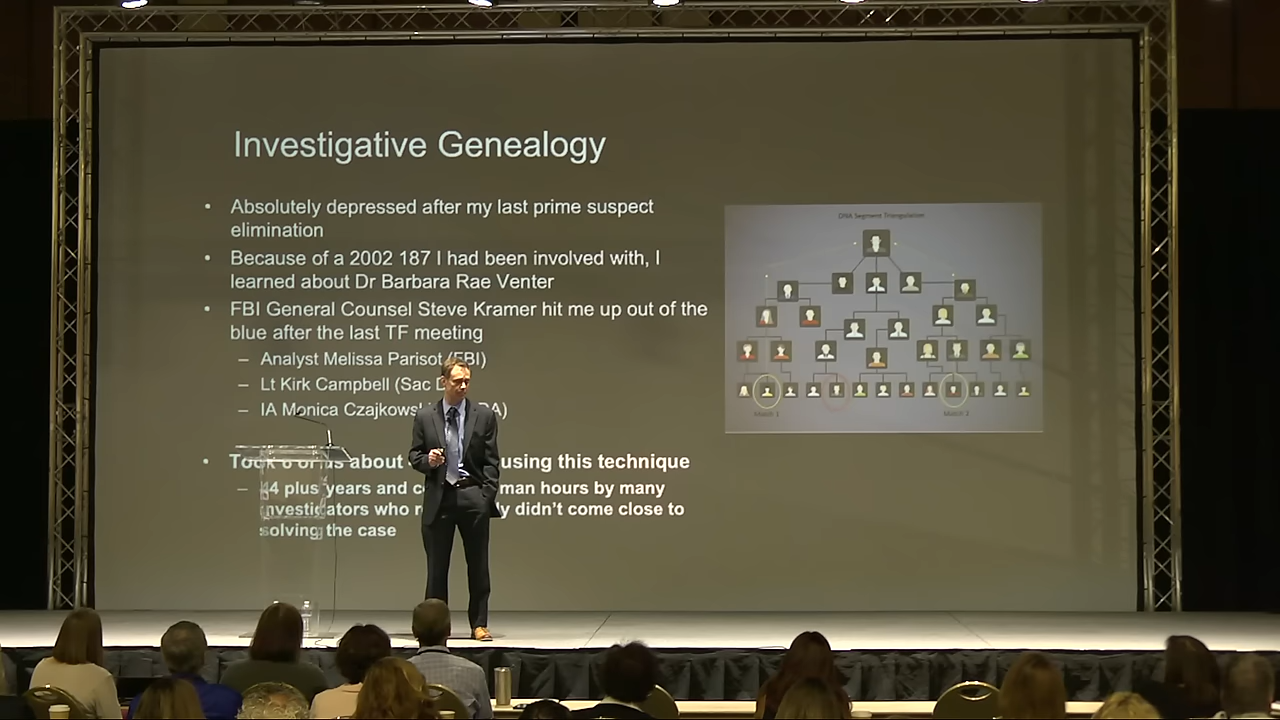 Investigative Genealogy
• Absolutely depressed after my last prime suspect
elimination
• Because of a 2002 187 I had been involved with, I
learned about Dr Barbara Rae Venter
• FBI General Counsel Steve Kramer hit me up out of the
blue after the last TF meeting
– Analyst Melissa Parisot (FBI)
– Lt Kirk Campbell (Sac
– IA Monica
• Took 6 of us about using this technique
– 44 plus years and man hours by many
investigators who didn't come close to
solving the case
DNA Segment Triangulation
Match 1 Match 2